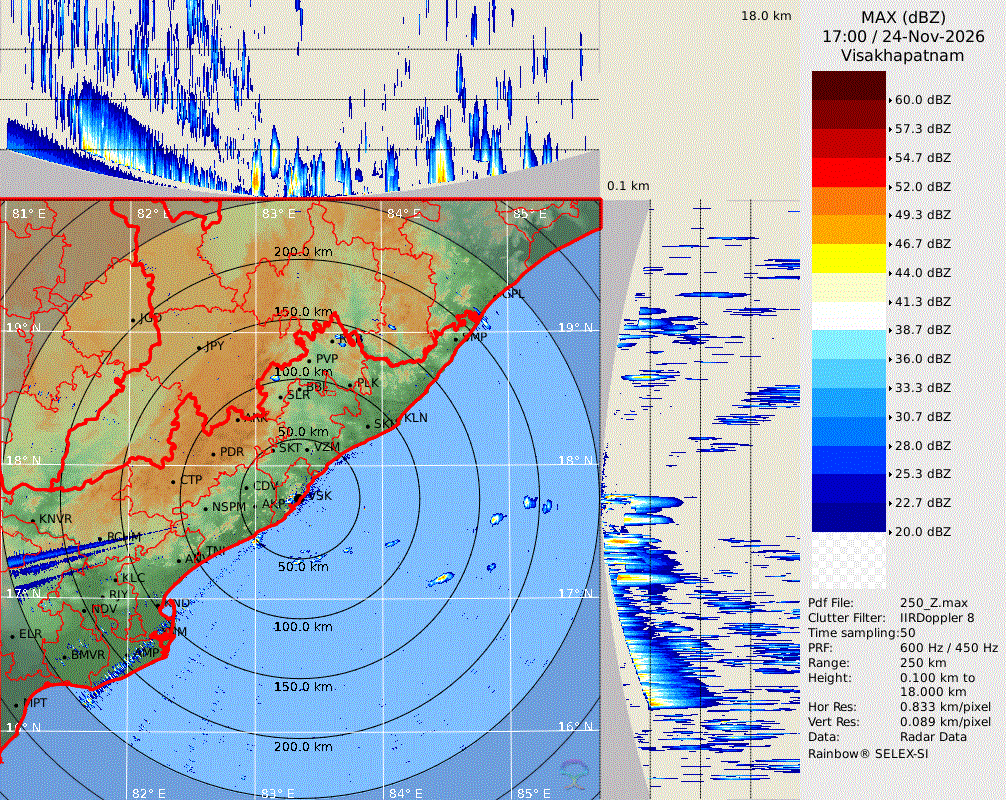 18.0 km
MAX (dBZ)
17:00 / 24-Nov-2026
Visakhapatnam
60.0 dBZ
57.3 dBZ
54.7 dBZ
52.0 dBZ
49.3 dBZ
46.7 dBZ
44.0 dBZ
41.3 dBZ
38.7 dBZ
36.0 dBZ
33.3 dBZ
30.7 dBZ
28.0 dBZ
25.3 dBZ
22.7 dBZ
20.0 dBZ
0.1 km
81° E 82° E 83° E 84° E 85° E
200.0 km
GPL
150.0 km
JGD
19° N 19° N
JPY SMP
PVP
100.0 km
BBL PLK
SLR
KLN
50.0 km
SKT VZM
PDR
18° N 18° N
CTP
CDV
VSK
NSPM AKP
KNVR
TNI
50.0 km
KLC
RJY
17° N 17° N
NDV
KND
100.0 km
ELR
BMVR AMP
150.0 km
MPT
16° N 16° N
200.0 km
82° E 83° E 84° E 85° E
Pdf File: 250_Z.max
Clutter Filter: IIRDoppler 8
Time sampling:50
PRF: 600 Hz / 450 Hz
Range: 250 km
Height: 0.100 km to
18.000 km
Hor Res: 0.833 km/pixel
Vert Res: 0.089 km/pixel
Data: Radar Data
Rainbow® SELEX-SI